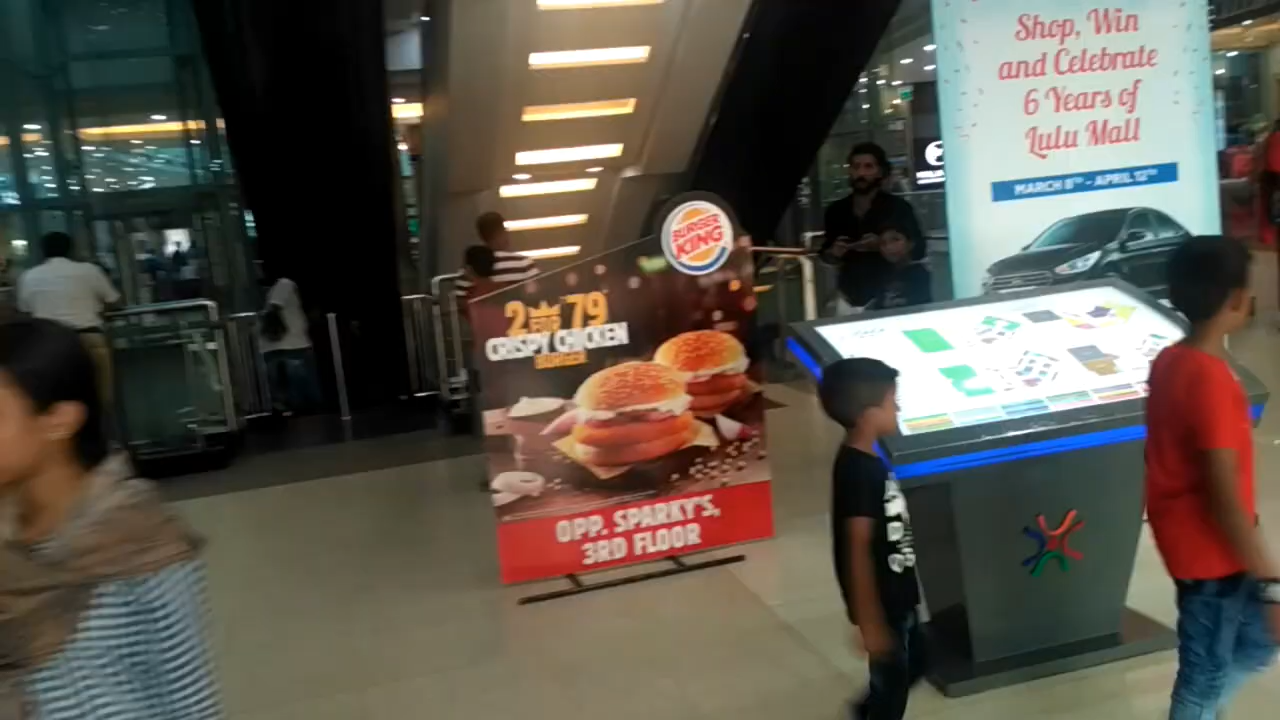 Shop, Win
and Celebrate
6 Years of
Lulu Mall
MARCH 8TH - APRIL 12TH
BURGER
KING
2 FOR 79
CRISPY CHICKEN
BURGER
OPP. SPARKY'S,
3RD FLOOR